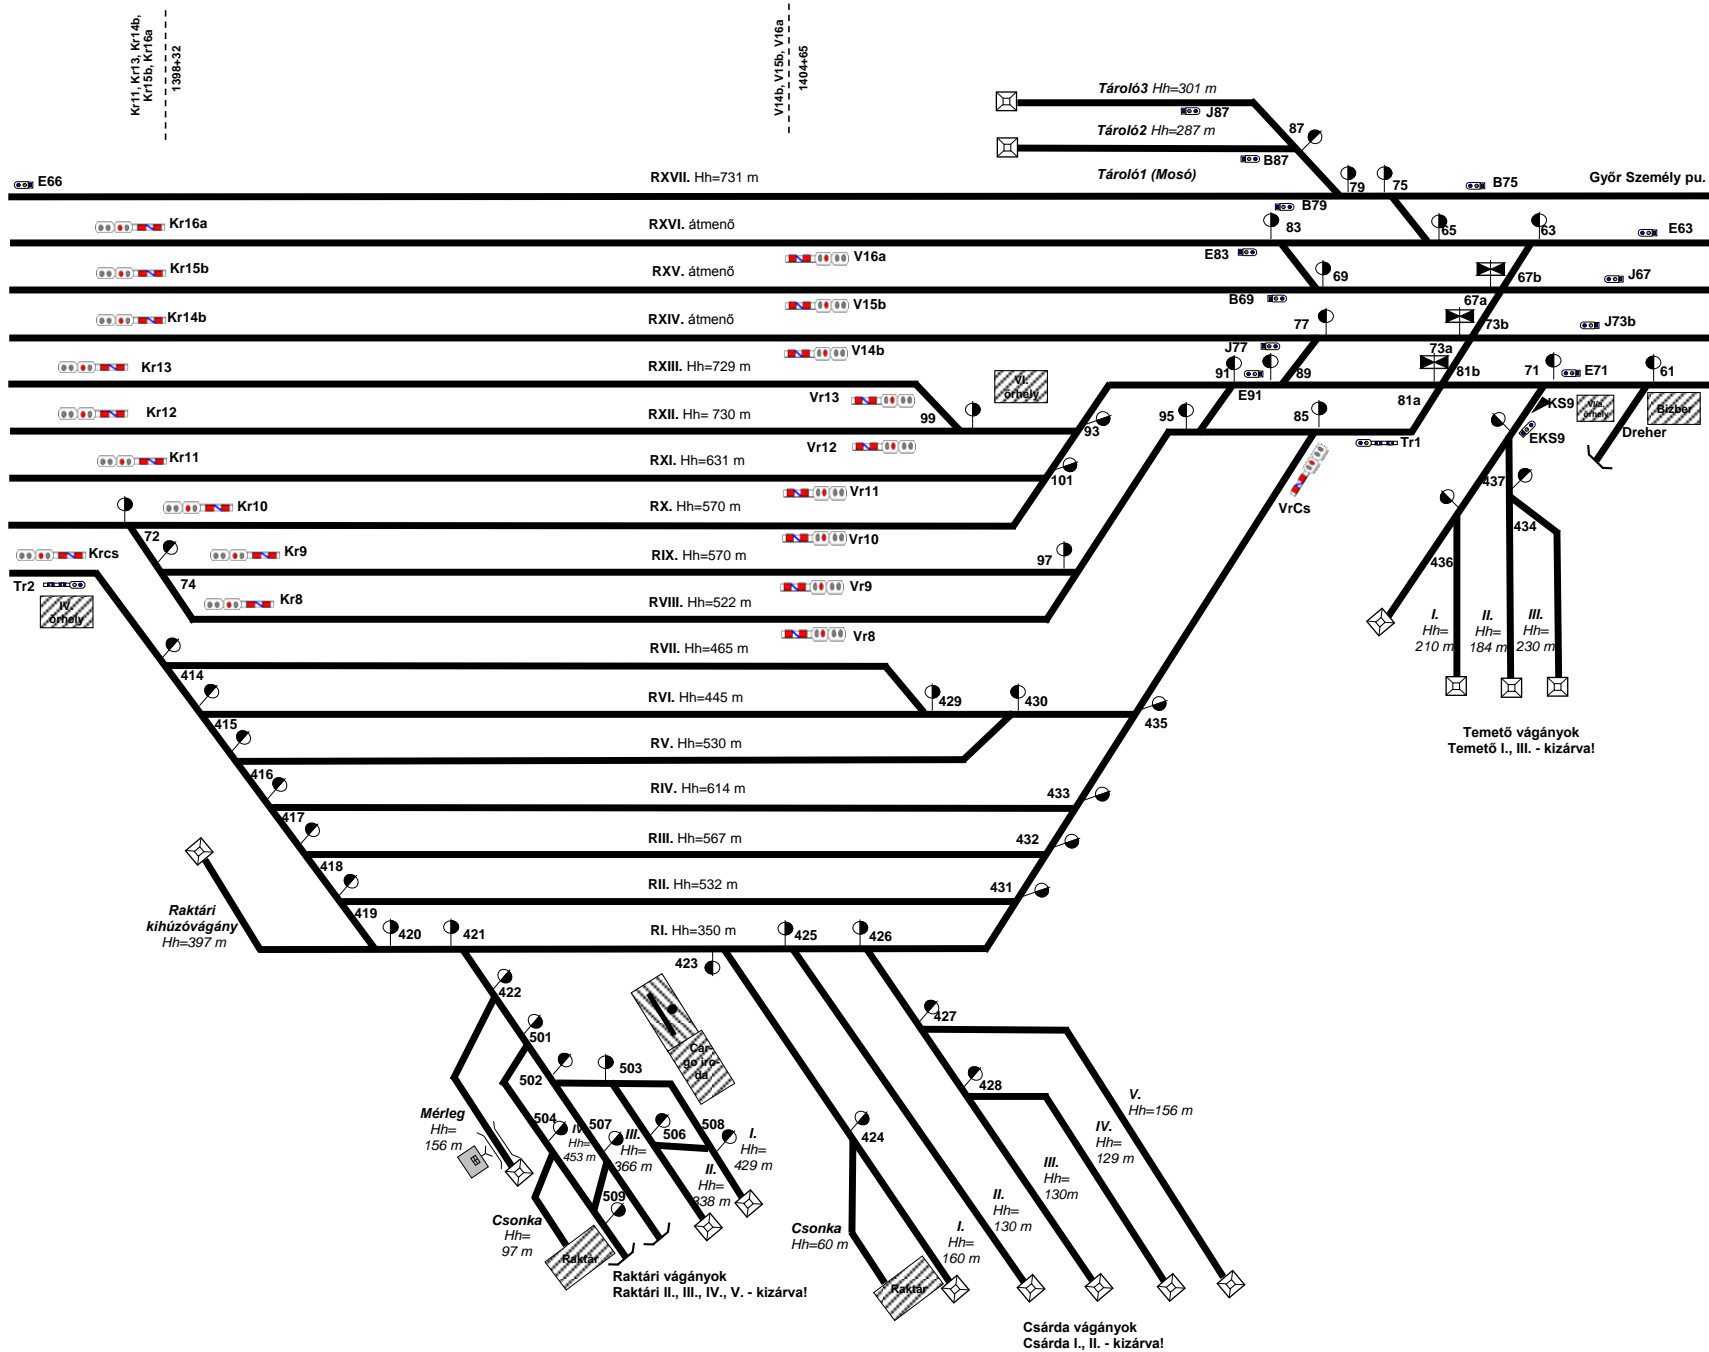 Kr11, Kr13, Kr14b,
Kr15b, Kr16a
1398+32
V14b, V15b, V16a
1404+65
Tároló3 Hh=301 m
J87
Tároló2 Hh=287 m
87
B87
Tároló1 (Mosó)
E66
RXVII. Hh=731 m
79
75
B75
Győr Személy pu.
Kr16a
RXVI. átmenő
B79
83
65
63
E63
Kr15b
RXV. átmenő
V16a
E83
69
67b
J67
Kr14b
RXIV. átmenő
V15b
B69
77
67a
73b
J73b
Kr13
RXIII. Hh=729 m
V14b
J77
91
89
73a
81b
71
E71
61
Kr12
RXII. Hh= 730 m
Vr13
99
VI.
őrhely
93
E91
95
85
81a
KS9
VI/a.
őrhely
Bizber
Kr11
RXI. Hh=631 m
Vr12
101
Tr1
EKS9
Dreher
Kr10
RX. Hh=570 m
Vr11
VrCs
437
434
Krcs
72
Kr9
RIX. Hh=570 m
Vr10
97
436
Tr2
IV.
őrhely
74
Kr8
RVIII. Hh=522 m
Vr9
I.
Hh=
210 m
II.
Hh=
184 m
III.
Hh=
230 m
RVII. Hh=465 m
Vr8
414
RVI. Hh=445 m
429
430
435
415
RV. Hh=530 m
Temető vágányok
Temető I., III. - kizárva!
416
RIV. Hh=614 m
433
417
RIII. Hh=567 m
432
418
RII. Hh=532 m
431
419
Raktári
kihúzóvágány
Hh=397 m
420
421
RI. Hh=350 m
425
426
423
422
427
501
Cár-
go iro-
da
502
503
428
Mérleg
Hh=
156 m
504
IV.
Hh=
453 m
507
III.
Hh=
366 m
506
508
I.
Hh=
429 m
II.
Hh=
338 m
424
V.
Hh=156 m
IV.
Hh=
129 m
III.
Hh=
130m
II.
Hh=
130 m
I.
Hh=
160 m
509
Csonka
Hh=
97 m
Raktár
Csonka
Hh=60 m
Raktár
Raktári vágányok
Raktári II., III., IV., V. - kizárva!
Csárda vágányok
Csárda I., II. - kizárva!